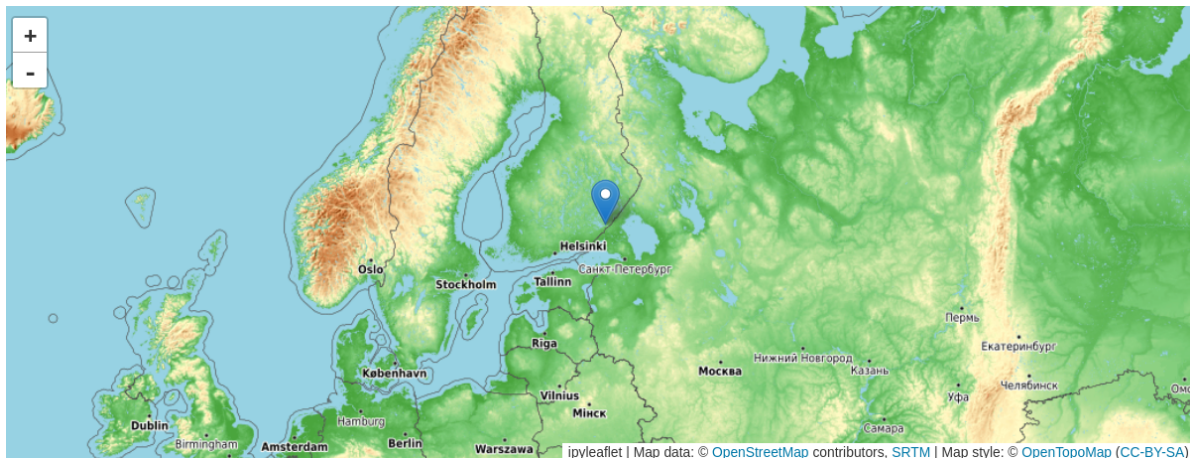 +
-
Helsinki
Oslo
Санкт-Петербург
Stockholm
Tallinn
Пермь
Riga
Екатеринбург
Нижний Новгород
Казань
Москва
København
Челябинск
Vilnius
Уфа
Мінск
Hamburg
Dublin
Самара
Birmingham
Amsterdam
Berlin
Warszawa
ipyleaflet | Map data: © OpenStreetMap contributors, SRTM | Map style: © OpenTopoMap (CC-BY-SA)